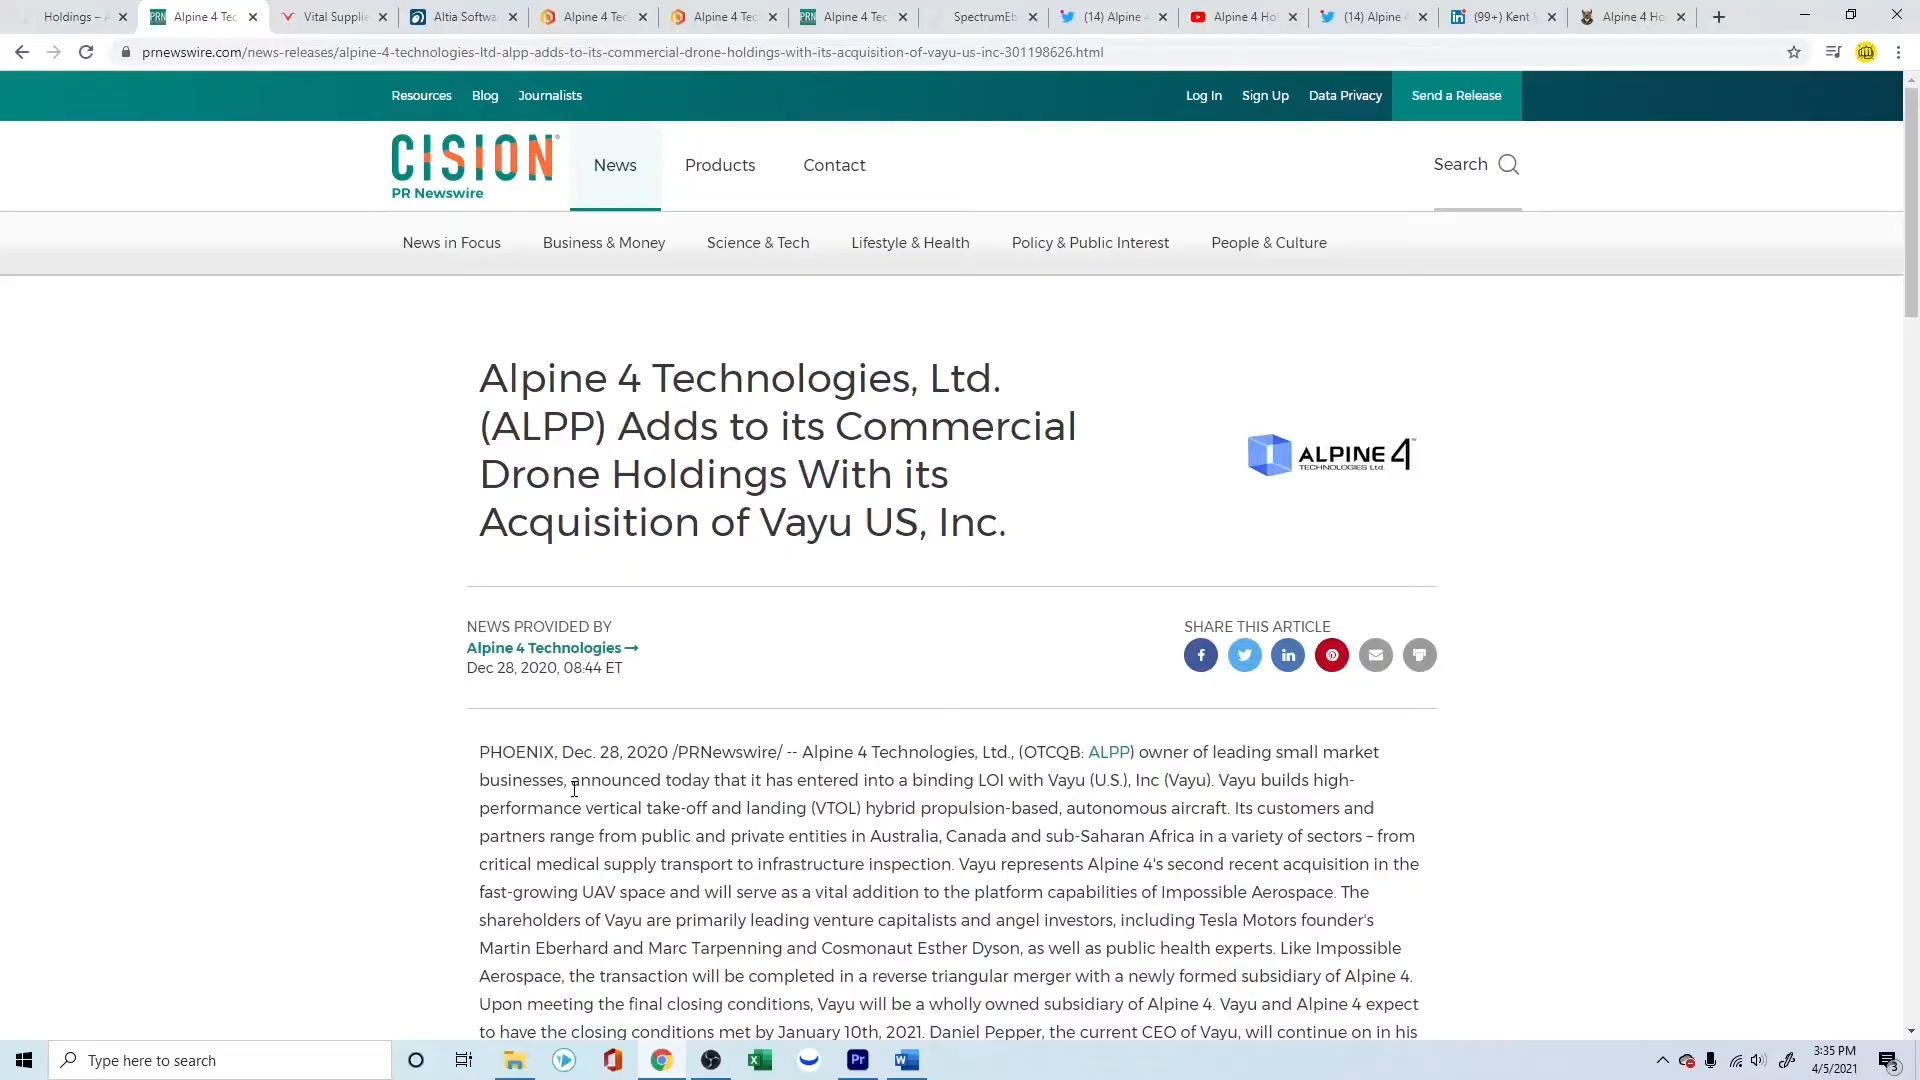 Holdings – A
Alpine 4 Tec
Vital Supplie
Altia Softwa
Alpine 4 Tec
Alpine 4 Tec
Alpine 4 Tec
SpectrumEb
(14) Alpine
Alpine 4 Ho
(14) Alpine
(99+) Kent
Alpine 4 Ho
prnewswire.com/news-releases/alpine-4-technologies-ltd-alpp-adds-to-its-commercial-drone-holdings-with-its-acquisition-of-vayu-us-inc-301198626.html
Resources Blog Journalists Log In Sign Up Data Privacy Send a Release
CISION
PR Newswire
News Products Contact Search
News in Focus Business & Money Science & Tech Lifestyle & Health Policy & Public Interest People & Culture
Alpine 4 Technologies, Ltd.
(ALPP) Adds to its Commercial
Drone Holdings With its
Acquisition of Vayu US, Inc.
ALPINE 4
TECHNOLOGIES Ltd.
NEWS PROVIDED BY
Alpine 4 Technologies →
Dec 28, 2020, 08:44 ET
SHARE THIS ARTICLE
PHOENIX, Dec. 28, 2020 /PRNewswire/ -- Alpine 4 Technologies, Ltd., (OTCQB: ALPP) owner of leading small market
businesses, announced today that it has entered into a binding LOI with Vayu (U.S.), Inc (Vayu). Vayu builds high-
performance vertical take-off and landing (VTOL) hybrid propulsion-based, autonomous aircraft. Its customers and
partners range from public and private entities in Australia, Canada and sub-Saharan Africa in a variety of sectors – from
critical medical supply transport to infrastructure inspection. Vayu represents Alpine 4's second recent acquisition in the
fast-growing UAV space and will serve as a vital addition to the platform capabilities of Impossible Aerospace. The
shareholders of Vayu are primarily leading venture capitalists and angel investors, including Tesla Motors founder's
Martin Eberhard and Marc Tarpenning and Cosmonaut Esther Dyson, as well as public health experts. Like Impossible
Aerospace, the transaction will be completed in a reverse triangular merger with a newly formed subsidiary of Alpine 4.
Upon meeting the final closing conditions, Vayu will be a wholly owned subsidiary of Alpine 4. Vayu and Alpine 4 expect
to have the closing conditions met by January 10th, 2021. Daniel Pepper, the current CEO of Vayu, will continue on in his
Type here to search
3:35 PM
4/5/2021